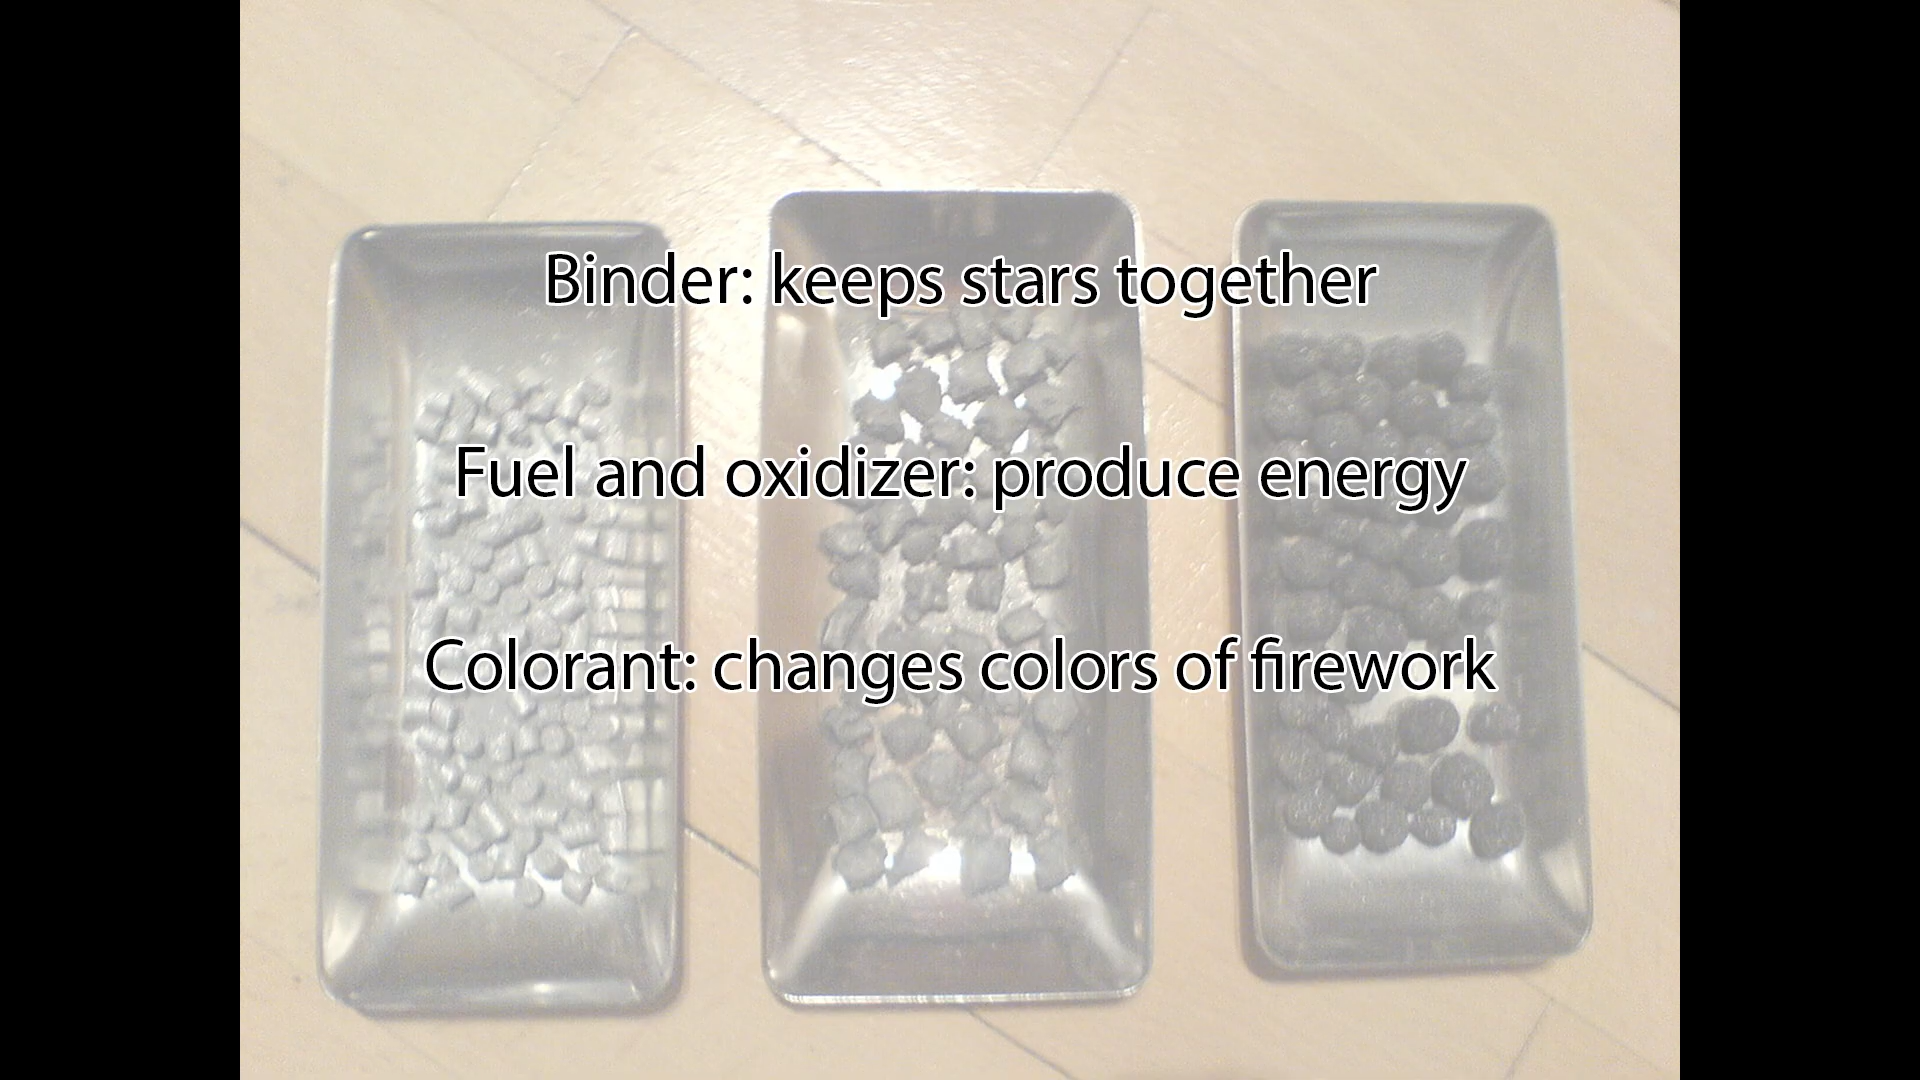 Binder: keeps stars together
Fuel and oxidizer: produce energy
Colorant: changes colors of firework